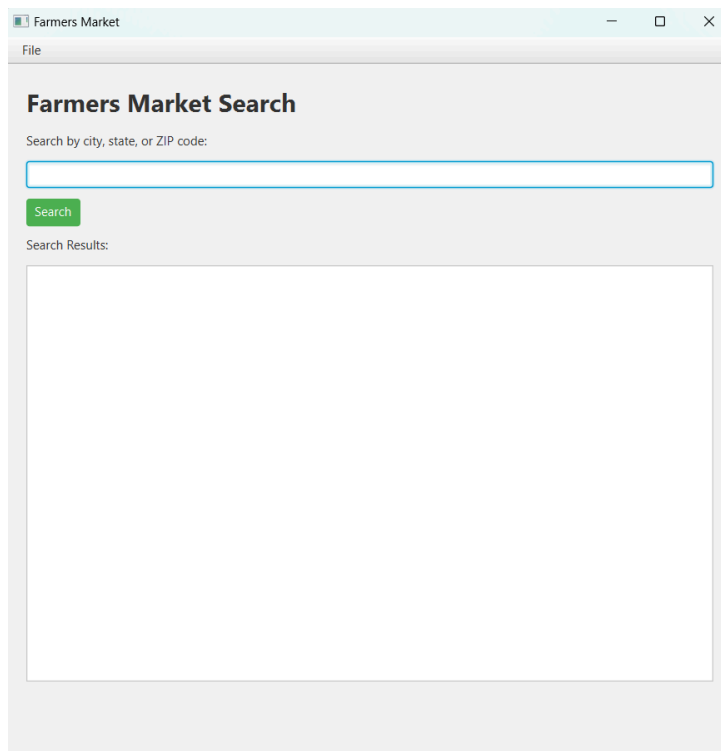 Farmers Market
File
Farmers Market Search
Search by city, state, or ZIP code:
Search
Search Results: